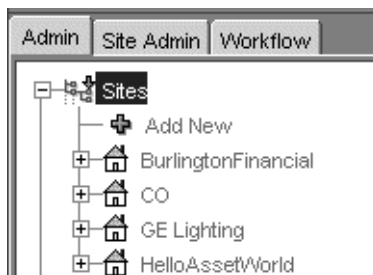 Admin Site Admin Workflow
Sites
Add New
BurlingtonFinancial
CO
GE Lighting
HelloAssetWorld